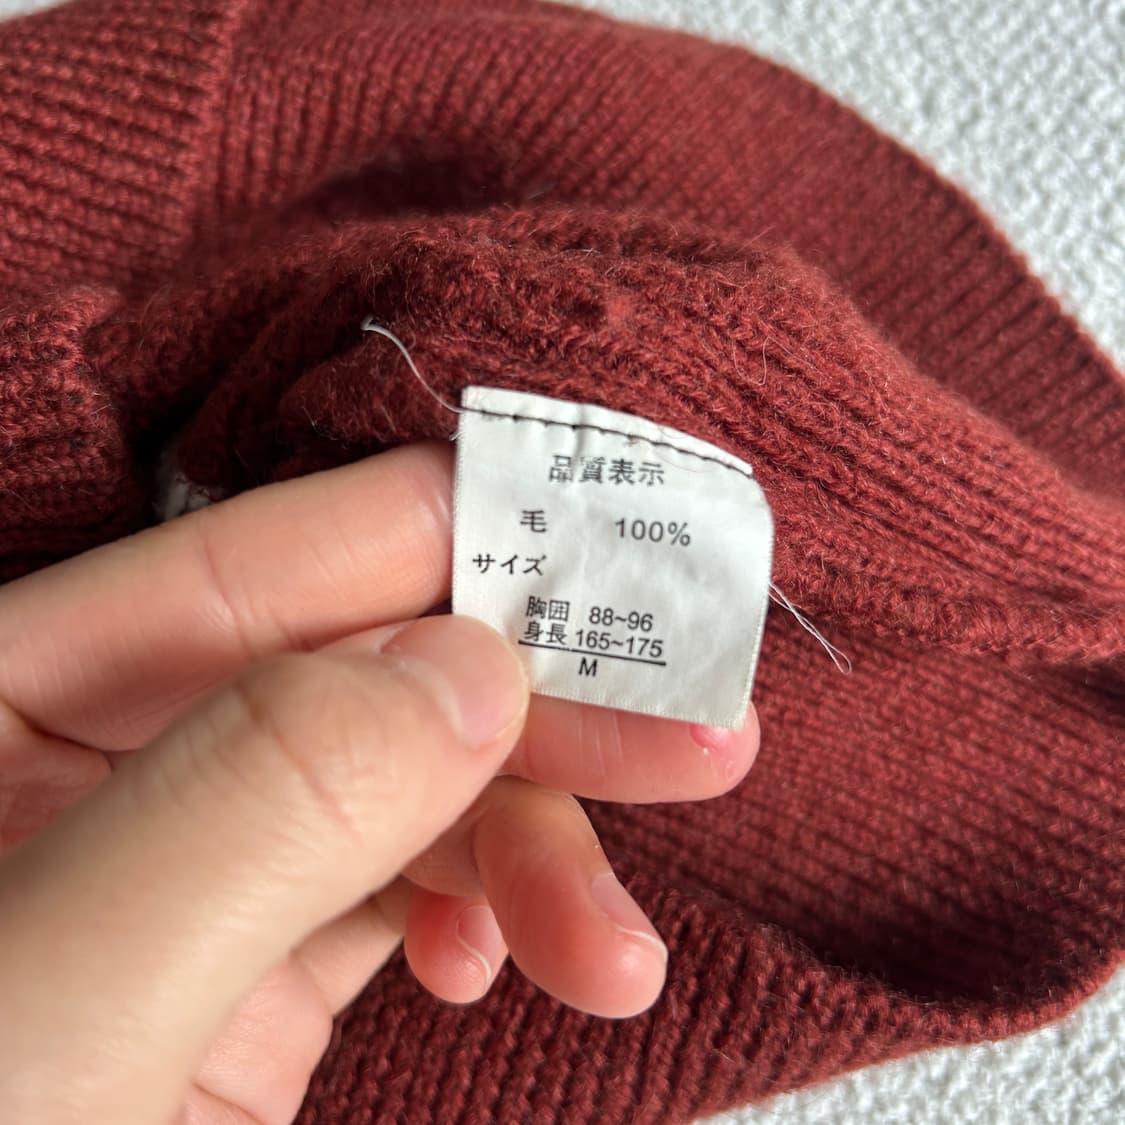 品質表示
毛 100%
サイズ
胸囲 88~96
身長 165~175
M